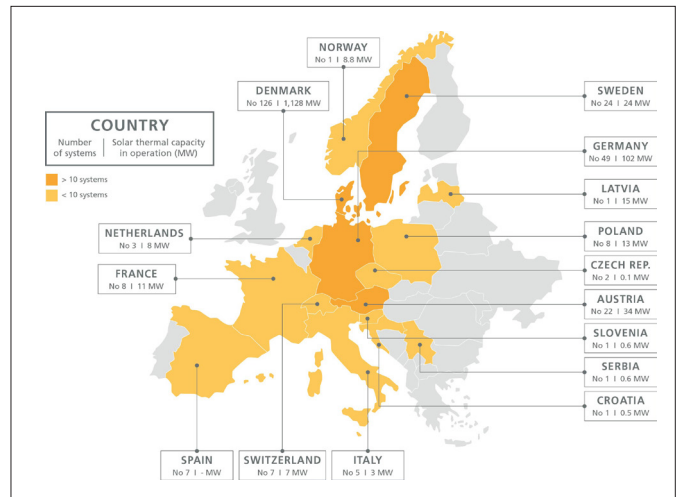 NORWAY
No 1 | 8.8 MW
DENMARK
No 126 | 1,128 MW
SWEDEN
No 24 | 24 MW
COUNTRY
Number of systems | Solar thermal capacity in operation (MW)
> 10 systems
< 10 systems
GERMANY
No 49 | 102 MW
LATVIA
No 1 | 15 MW
NETHERLANDS
No 3 | 8 MW
POLAND
No 8 | 13 MW
FRANCE
No 8 | 11 MW
CZECH REP.
No 2 | 0.1 MW
AUSTRIA
No 22 | 34 MW
SLOVENIA
No 1 | 0.6 MW
SERBIA
No 1 | 0.6 MW
CROATIA
No 1 | 0.5 MW
SPAIN
No 7 | - MW
SWITZERLAND
No 7 | 7 MW
ITALY
No 5 | 3 MW